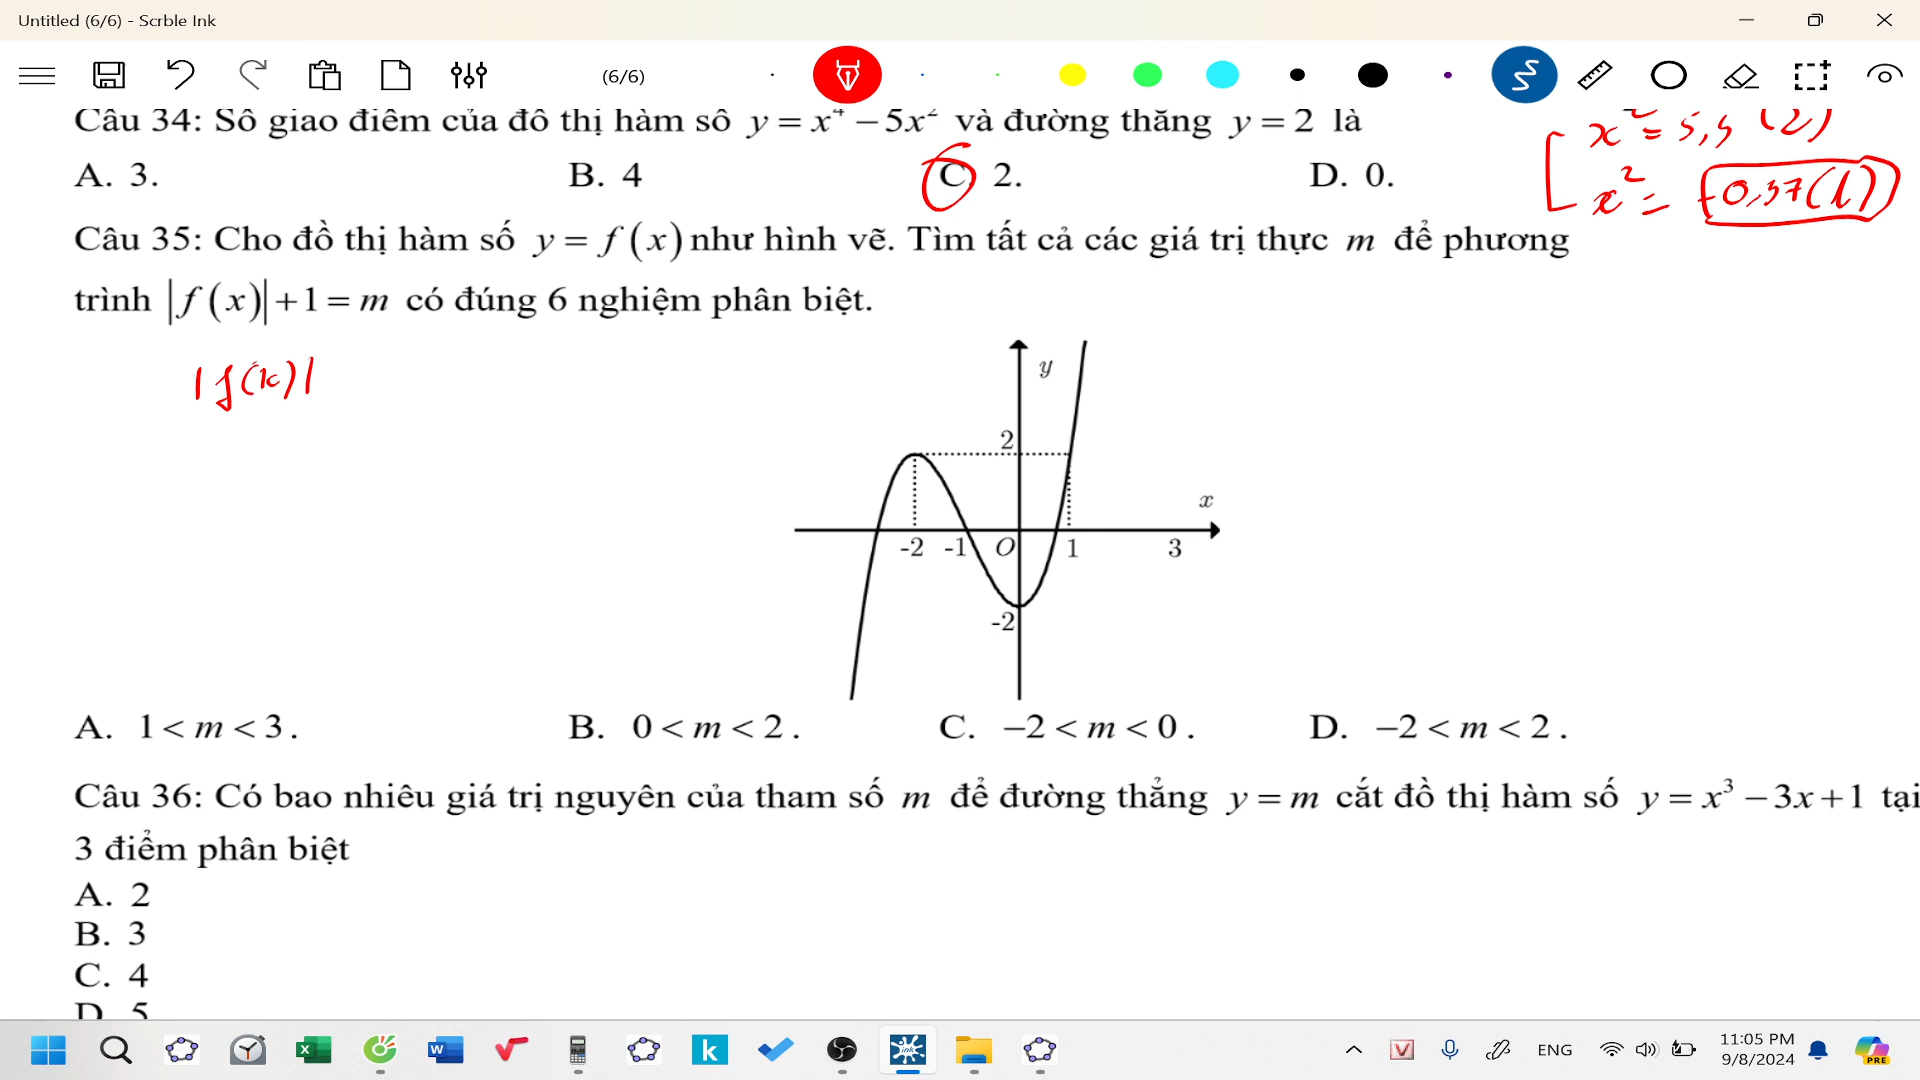 Untitled (6/6) - Scrble Ink
(6/6)
Câu 34: Số giao điểm của đồ thị hàm số y = x⁴ − 5x² và đường thẳng y = 2 là
x² = 5,5 (2)
A. 3. B. 4 C. 2. D. 0.
x² = -0,37(l)
Câu 35: Cho đồ thị hàm số y = f(x) như hình vẽ. Tìm tất cả các giá trị thực m để phương
trình |f(x)| + 1 = m có đúng 6 nghiệm phân biệt.
|f(x)|
y
2
x
-2 -1 O 1 3
-2
A. 1 < m < 3. B. 0 < m < 2. C. −2 < m < 0. D. −2 < m < 2.
Câu 36: Có bao nhiêu giá trị nguyên của tham số m để đường thẳng y = m cắt đồ thị hàm số y = x³ − 3x + 1 tại
3 điểm phân biệt
A. 2
B. 3
C. 4
D. 5
ENG
11:05 PM
9/8/2024
PRE